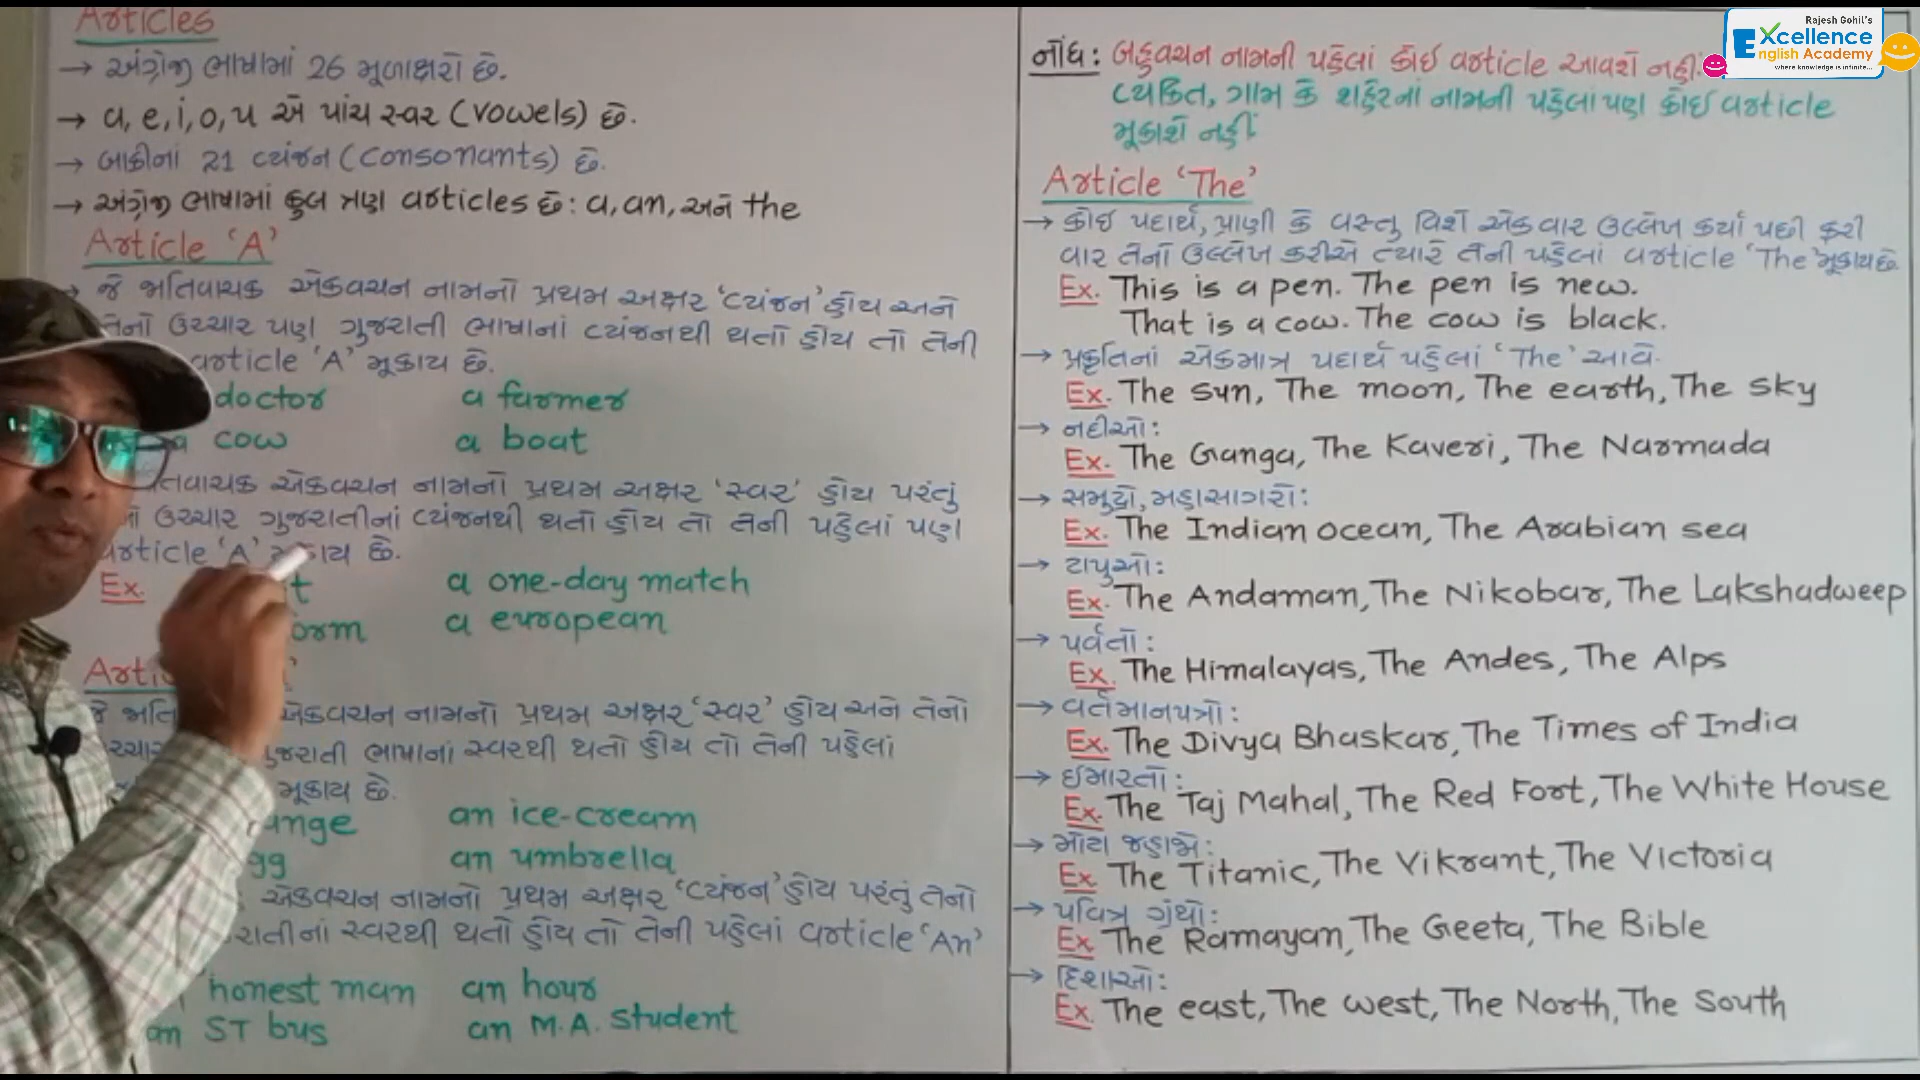 Articles
→ અંગ્રેજી ભાષામાં 26 મૂળાક્ષરો છે.
→ a, e, i, o, u એ પાંચ સ્વર (vowels) છે.
→ બાકીનાં 21 વ્યંજન (consonants) છે.
→ અંગ્રેજી ભાષામાં કુલ ત્રણ articles છે: a, an, અને the
Article 'A'
જે જાતિવાચક એકવચન નામનો પ્રથમ અક્ષર 'વ્યંજન' હોય અને
તેનો ઉચ્ચાર પણ ગુજરાતી ભાષાનાં વ્યંજનથી થતો હોય તો તેની
article 'A' મૂકાય છે.
doctor a farmer
a cow a boat
એકવચન નામનો પ્રથમ અક્ષર 'સ્વર' હોય પરંતુ
ઉચ્ચાર ગુજરાતીનાં વ્યંજનથી થતો હોય તો તેની પહેલાં પણ
article 'A' મૂકાય છે.
Ex. a one-day match
a european
એકવચન નામનો પ્રથમ અક્ષર 'સ્વર' હોય અને તેનો
ભાષાનાં સ્વરથી થતો હોય તો તેની પહેલાં
મૂકાય છે.
an ice-cream
an umbrella
એકવચન નામનો પ્રથમ અક્ષર 'વ્યંજન' હોય પરંતુ તેનો
સ્વરથી થતો હોય તો તેની પહેલાં article 'An'
honest man an hour
an ST bus an M.A. student
નોંધ: બહુવચન નામની પહેલાં કોઈ article આવશે નહીં.
વ્યકિત, ગામ કે શહેરનાં નામની પહેલાં પણ કોઈ article
મૂકાશે નહીં
Article 'The'
→ કોઈ પદાર્થ, પ્રાણી કે વસ્તુ વિશે એકવાર ઉલ્લેખ કર્યા પછી ફરી
વાર તેનો ઉલ્લેખ કરીએ ત્યારે તેની પહેલાં article 'The' મૂકાય છે.
Ex. This is a pen. The pen is new.
That is a cow. The cow is black.
→ પ્રકૃતિનાં એકમાત્ર પદાર્થ પહેલાં 'The' આવે.
Ex. The sun, The moon, The earth, The sky
→ નદીઓ:
Ex. The Ganga, The Kaveri, The Narmada
→ સમુદ્રો, મહાસાગરો:
Ex. The Indian ocean, The Arabian sea
→ ટાપુઓ:
Ex. The Andaman, The Nikobar, The Lakshadweep
→ પર્વતો:
Ex. The Himalayas, The Andes, The Alps
→ વર્તમાનપત્રો:
Ex. The Divya Bhaskar, The Times of India
→ ઈમારતો:
Ex. The Taj Mahal, The Red Fort, The White House
→ મોટા જહાજો:
Ex. The Titanic, The Vikrant, The Victoria
→ પવિત્ર ગ્રંથો:
Ex. The Ramayan, The Geeta, The Bible
→ દિશાઓ:
Ex. The east, The west, The North, The South
Rajesh Gohil's
Excellence
English Academy
where knowledge is infinite...